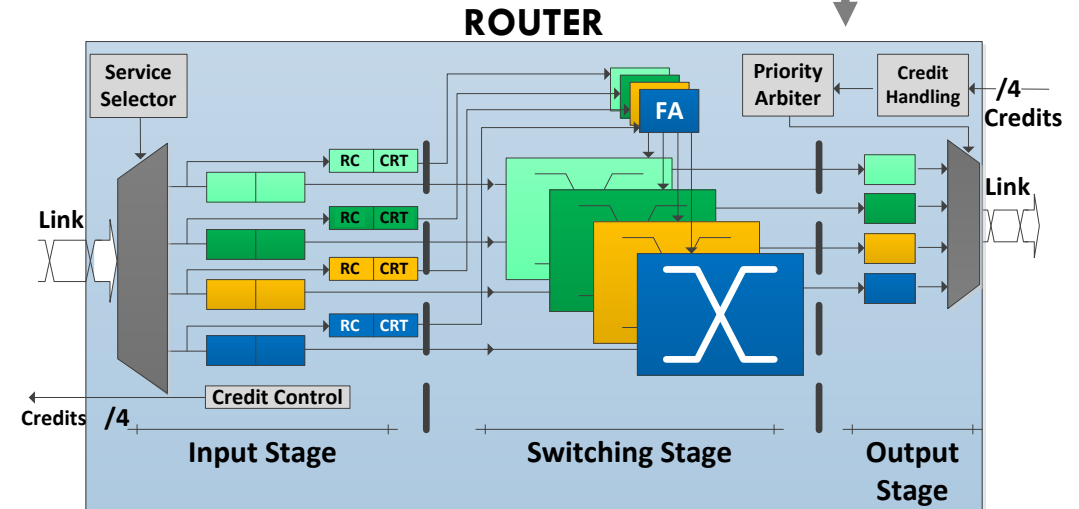 ROUTER
Service
Selector
Priority
Arbiter
Credit
Handling
/4
Credits
FA
RC CRT
RC CRT
RC CRT
RC CRT
Link
Link
Credit Control
Credits /4
Input Stage
Switching Stage
Output
Stage